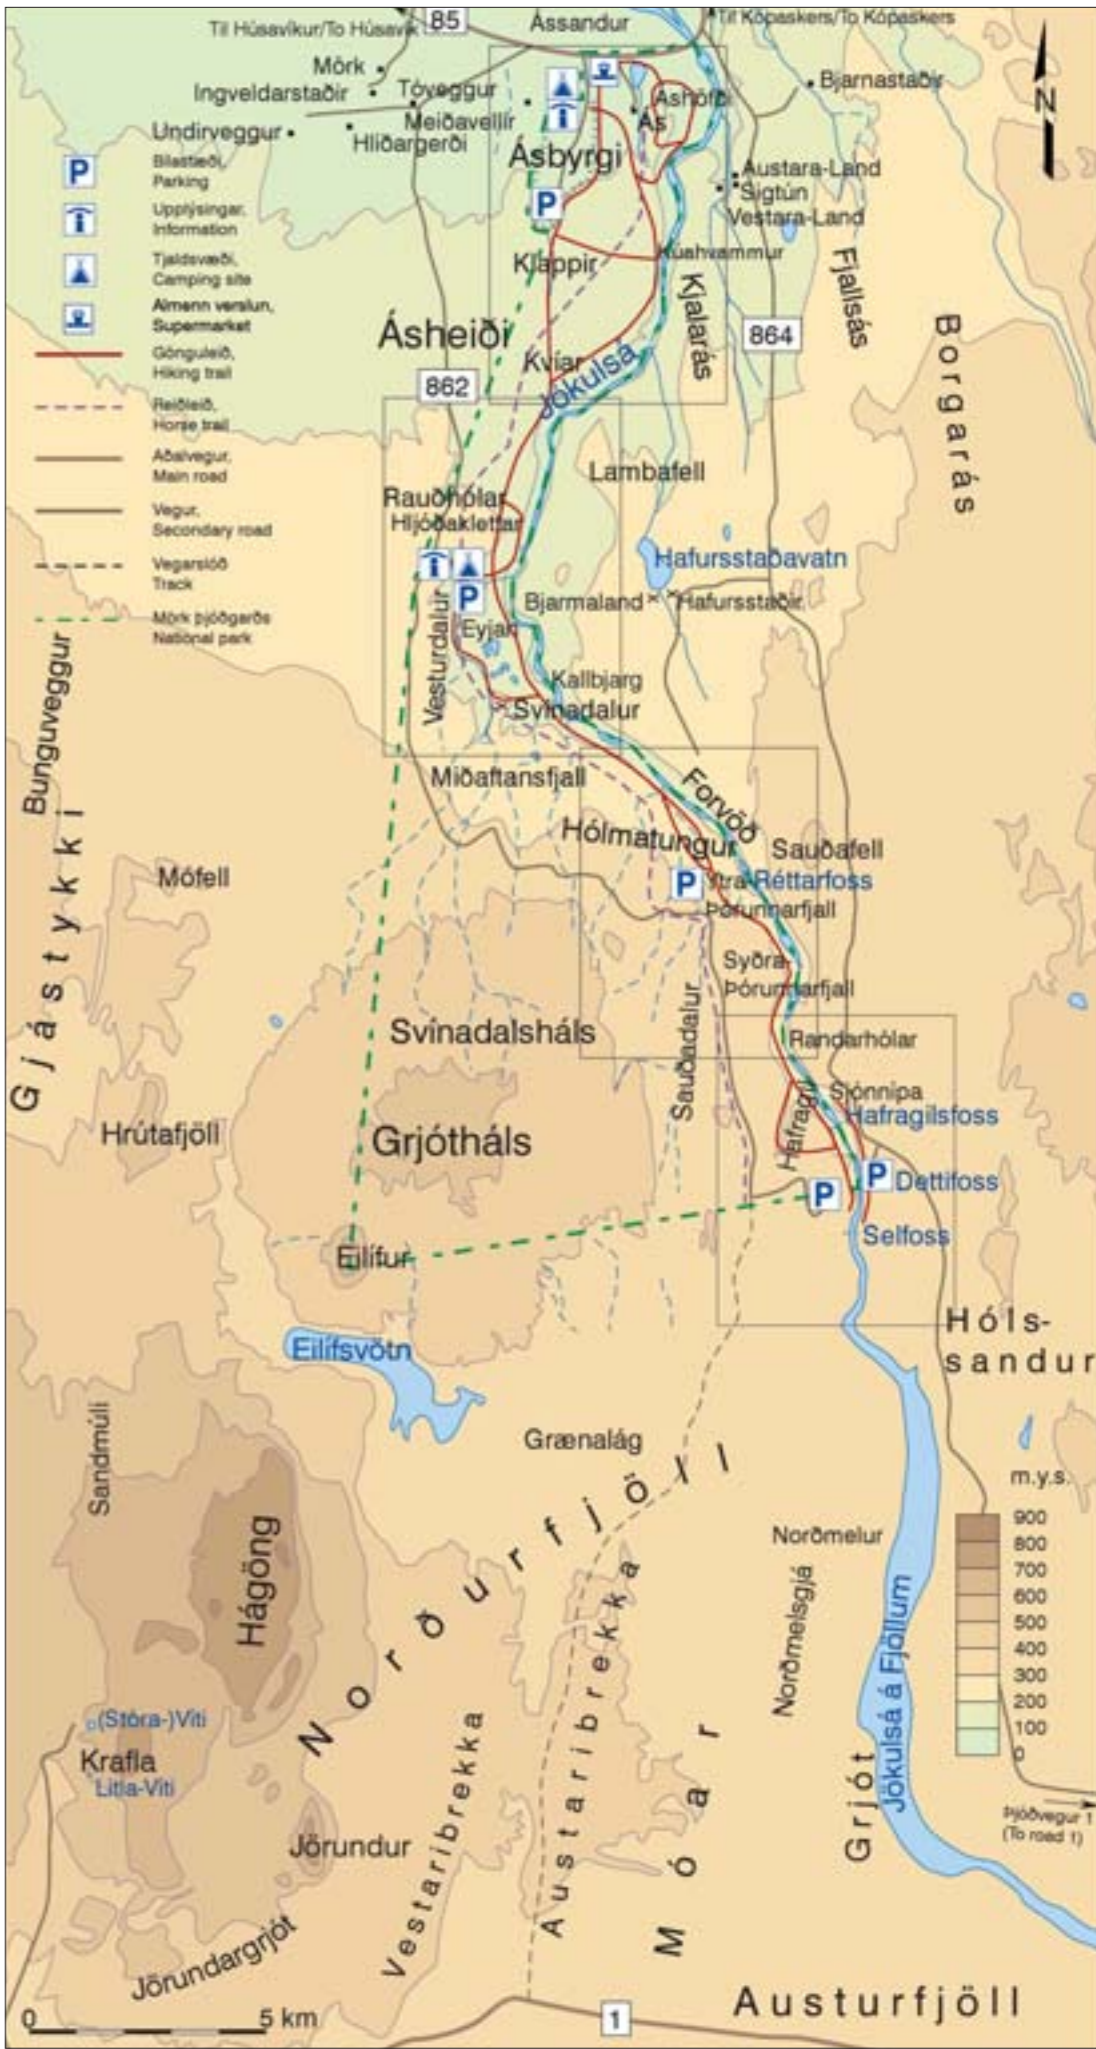 Til Húsavíkur/To Húsavík
85
Assandur
Til Kópaskers/To Kópaskers
Mörk
Ingveldarstaðir
Tóveggur
Bjarnastaðir
Meiðavellir
Undirveggur
Hliðargerði
Áshöfði
Ás
Ásbyrgi
Austara-Land
Sigtún
Vestara-Land
P
Bílastæði,
Parking
i
Upplýsingar,
Information
Tjaldsvæði,
Camping site
Almenn verslun,
Supermarket
Gönguleið,
Hiking trail
Reiðleið,
Horse trail
Aðalvegur,
Main road
Vegur,
Secondary road
Vegarslóð
Track
Mörk þjóðgarðs
National park
N
i
P
Klappir
Kúahvammur
Fjallsás
Kjalarás
Borgarás
Ásheiði
864
862
Kvíar
Jökulsá
Lambafell
Rauðhólar
Hljóðaklettar
i
P
Hafursstaðavatn
Bjarmaland
Hafursstaðir
Eyjan
Vesturdalur
Kallbjarg
Svínadalur
Bunguveggur
Gjástykki
Miðaftansfjall
Forvöð
Hólmatungur
Sauðafell
Mófell
P
Ytra-Réttarfoss
Þórunnarfjall
Syðra-
Þórunnarfjall
Svínadalsháls
Sauðadalur
Randarhólar
Sjónnípa
Hafragil
Hafragilsfoss
Hrútafjöll
Grjótháls
P
P
Dettifoss
Selfoss
Eilífur
Hóls-
sandur
Eilífsvötn
Sandmúli
Grænalág
Norðurfjöll
m.y.s.
900
800
700
600
500
400
300
200
100
0
Norðmelur
Norðmelsgjá
Hágöng
Austaribrekka
Vestaribrekka
Móar
(Stóra-)Víti
Krafla
Litla-Víti
Jörundur
Jörundargrjót
Grjót
Jökulsá á Fjöllum
Þjóðvegur 1
(To road 1)
Austurfjöll
0
5 km
1